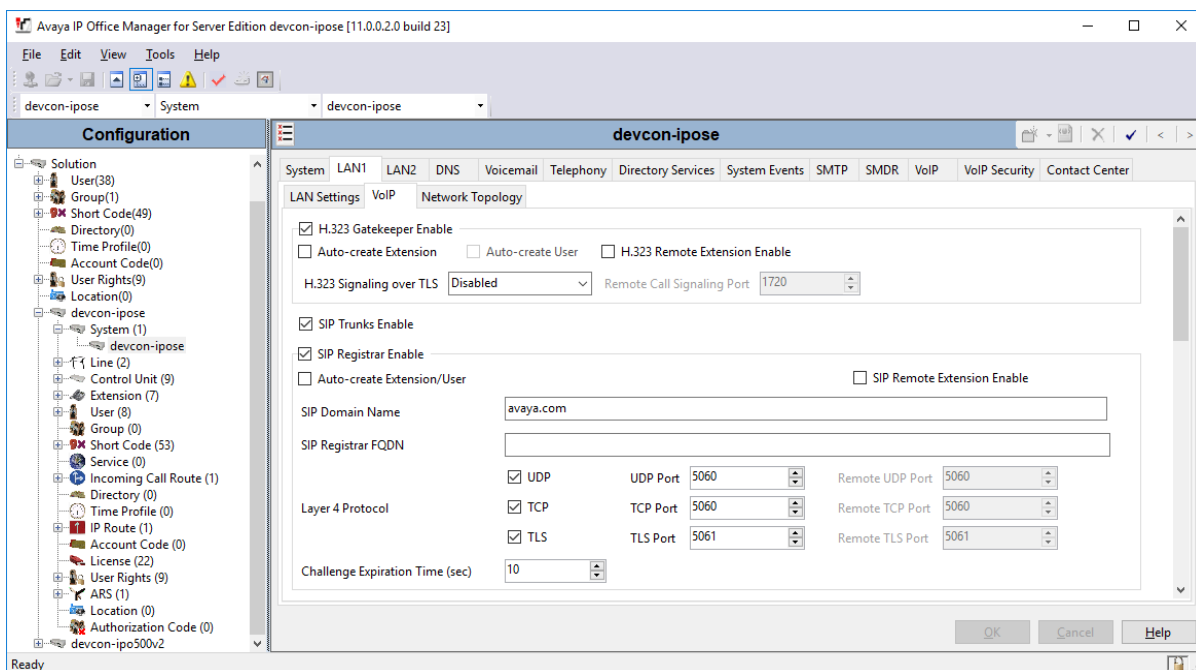 Avaya IP Office Manager for Server Edition devcon-ipose [11.0.0.2.0 build 23]
File Edit View Tools Help
devcon-ipose System devcon-ipose
Configuration
Solution
User(38)
Group(1)
Short Code(49)
Directory(0)
Time Profile(0)
Account Code(0)
User Rights(9)
Location(0)
devcon-ipose
System (1)
devcon-ipose
Line (2)
Control Unit (9)
Extension (7)
User (8)
Group (0)
Short Code (53)
Service (0)
Incoming Call Route (1)
Directory (0)
Time Profile (0)
IP Route (1)
Account Code (0)
License (22)
User Rights (9)
ARS (1)
Location (0)
Authorization Code (0)
devcon-ipo500v2
devcon-ipose
System LAN1 LAN2 DNS Voicemail Telephony Directory Services System Events SMTP SMDR VoIP VoIP Security Contact Center
LAN Settings VoIP Network Topology
H.323 Gatekeeper Enable
Auto-create Extension Auto-create User H.323 Remote Extension Enable
H.323 Signaling over TLS Disabled Remote Call Signaling Port 1720
SIP Trunks Enable
SIP Registrar Enable
Auto-create Extension/User SIP Remote Extension Enable
SIP Domain Name avaya.com
SIP Registrar FQDN
UDP UDP Port 5060 Remote UDP Port 5060
Layer 4 Protocol TCP TCP Port 5060 Remote TCP Port 5060
TLS TLS Port 5061 Remote TLS Port 5061
Challenge Expiration Time (sec) 10
OK Cancel Help
Ready